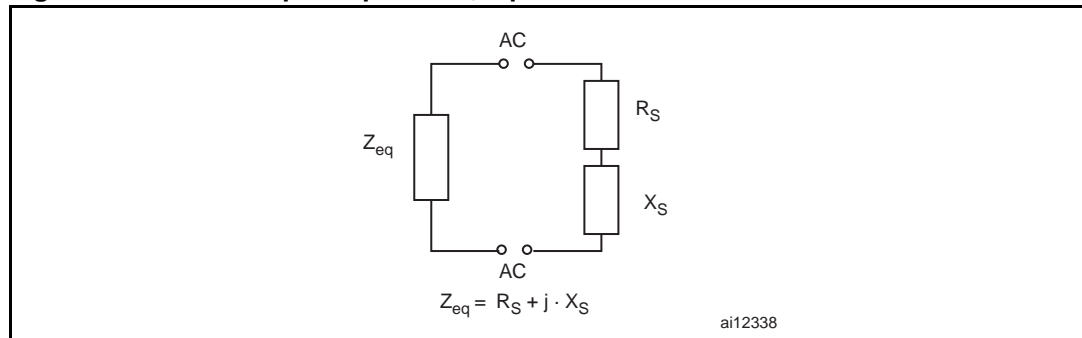 AC
R_S
Z_eq
X_S
AC
Z_eq = R_S + j · X_S
ai12338